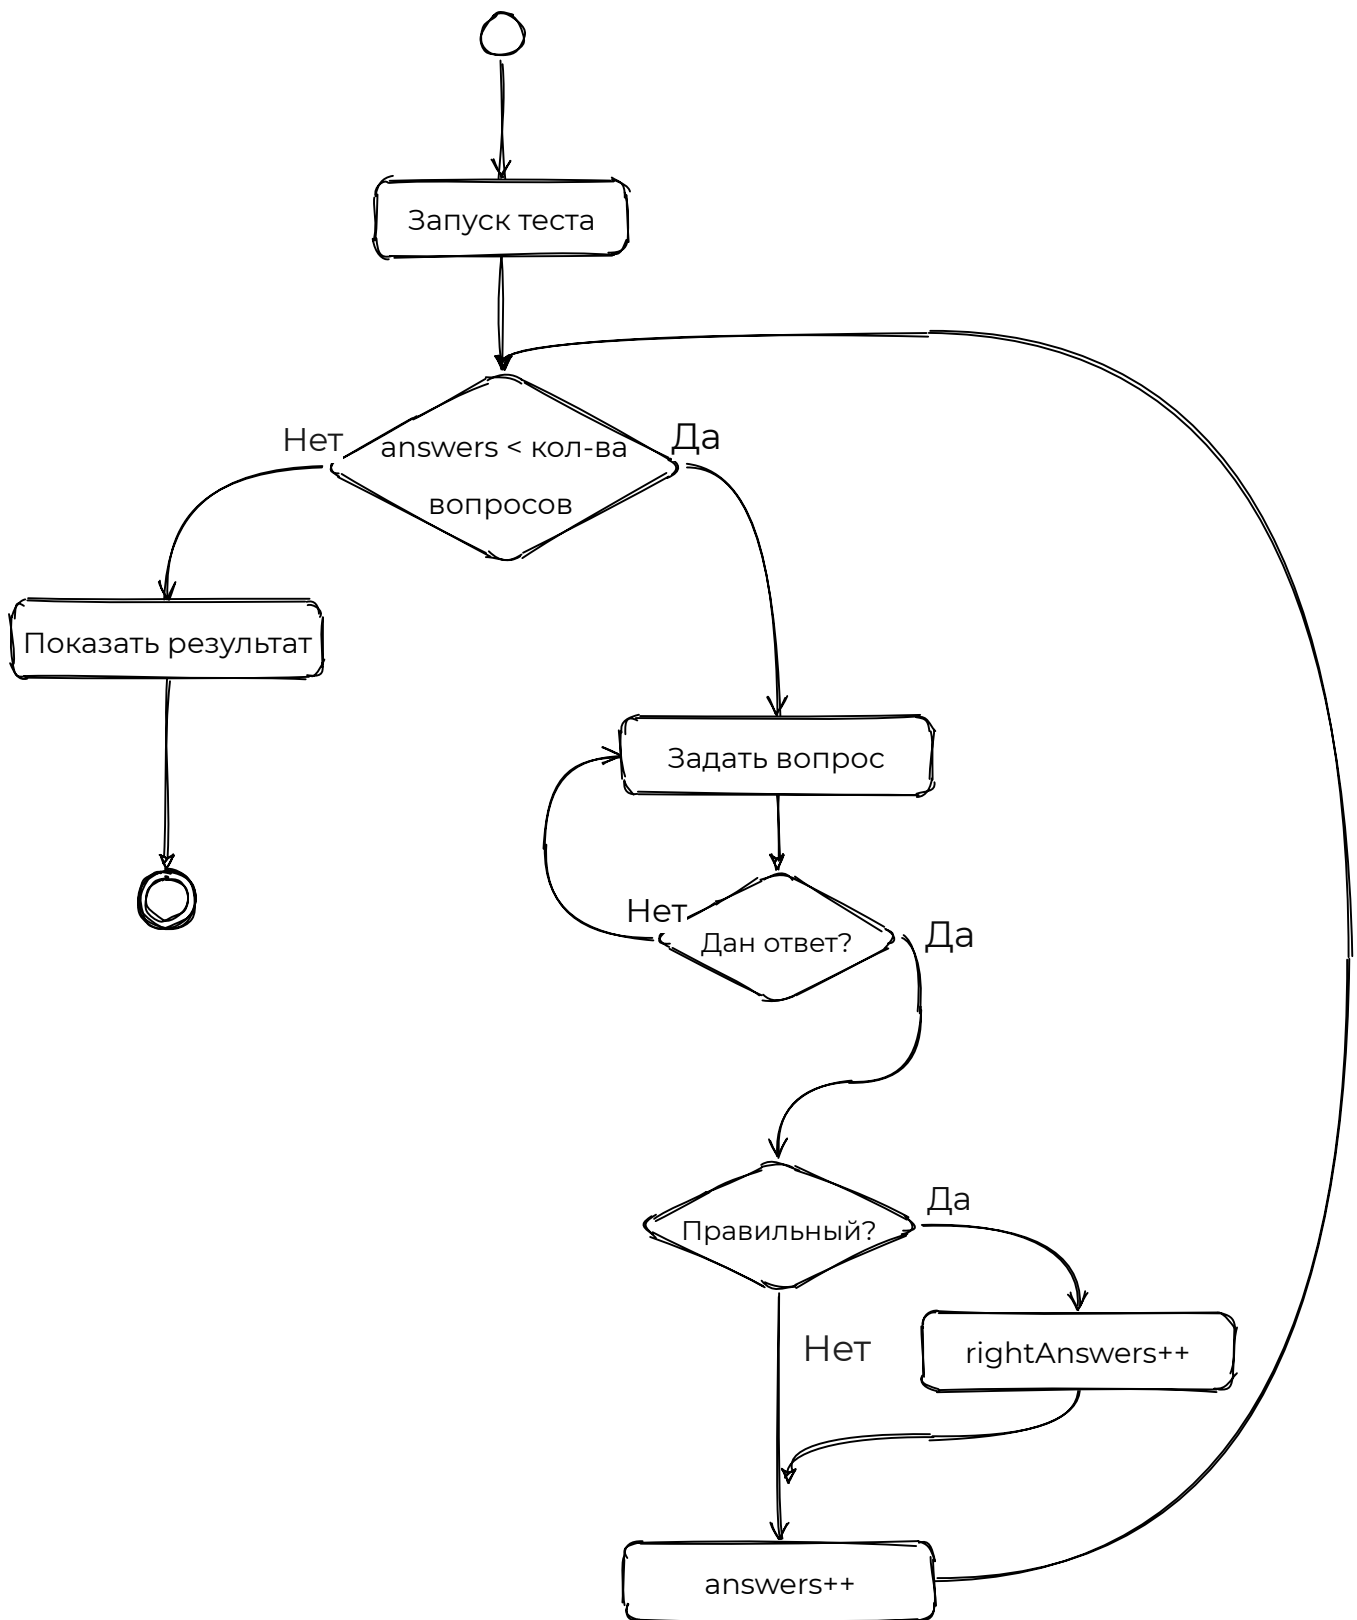 Запуск теста
Нет
Да
answers < кол-ва
вопросов
Показать результат
Задать вопрос
Нет
Да
Дан ответ?
Да
Правильный?
Нет
rightAnswers++
answers++